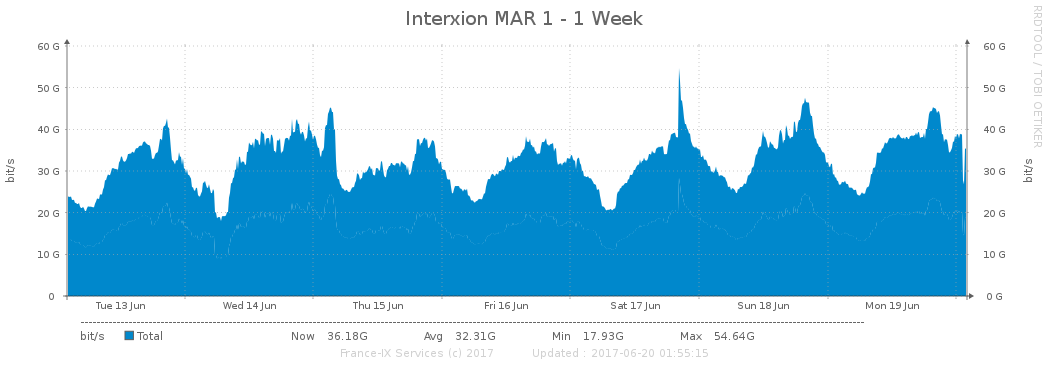 Interxion MAR 1 - 1 Week
RRDTOOL / TOBI OETIKER
bit/s
60 G 60 G
50 G 50 G
40 G 40 G
30 G 30 G
20 G 20 G
10 G 10 G
0 0 G
bit/s
Tue 13 Jun Wed 14 Jun Thu 15 Jun Fri 16 Jun Sat 17 Jun Sun 18 Jun Mon 19 Jun
bit/s Total Now 36.18G Avg 32.31G Min 17.93G Max 54.64G
France-IX Services (c) 2017 Updated : 2017-06-20 01:55:15